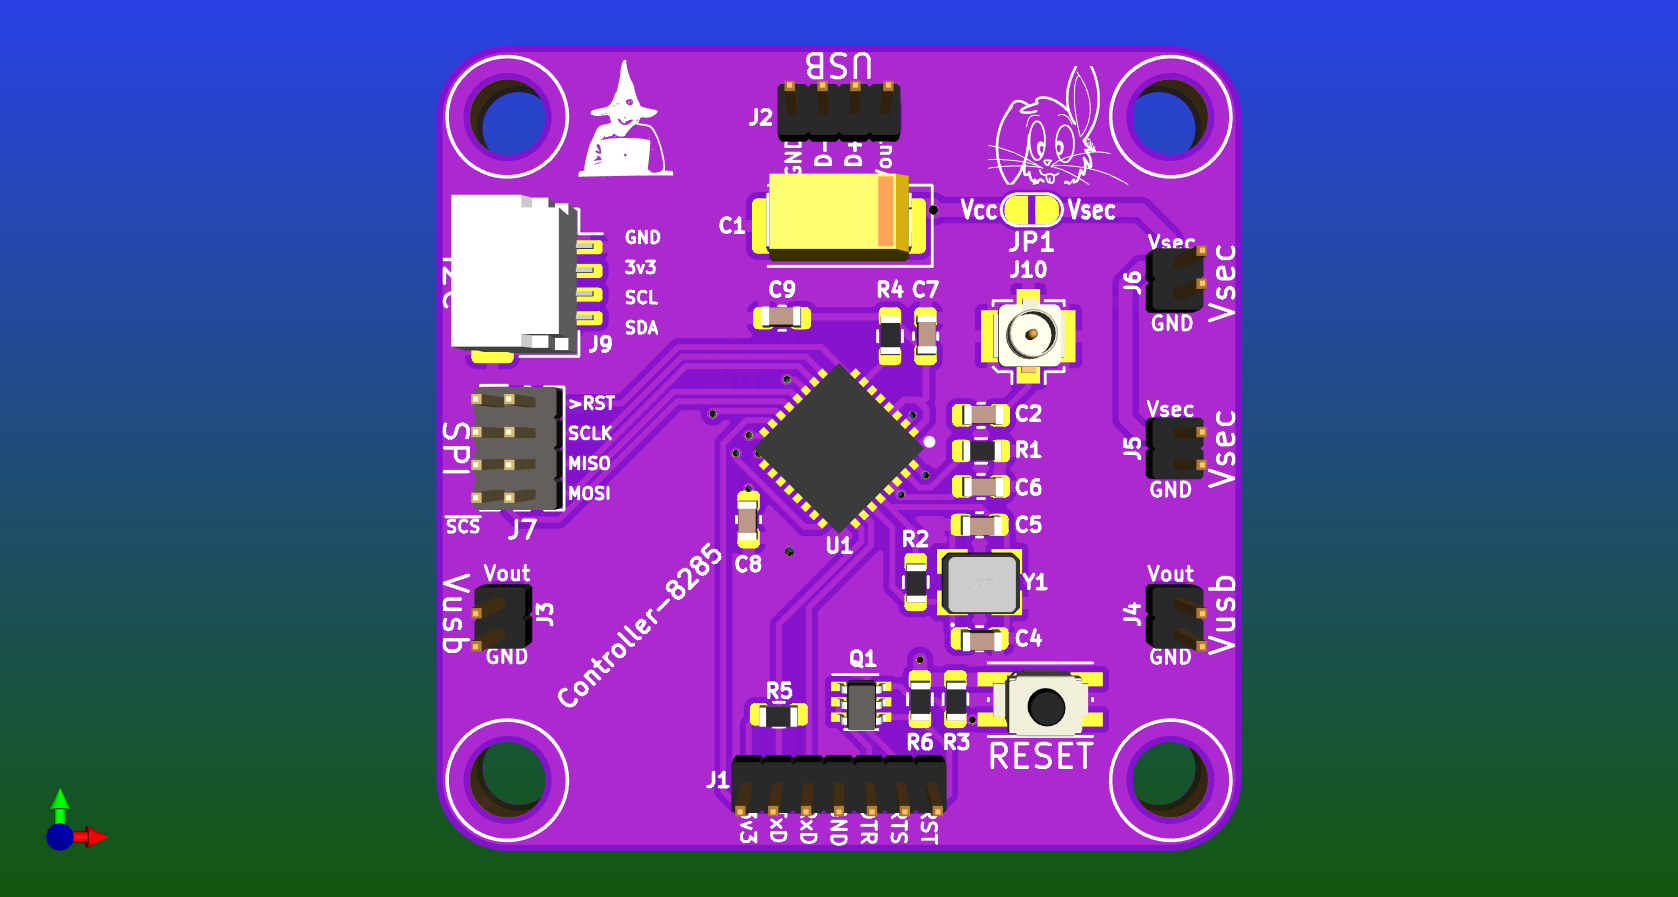 USB
J2
GND
D-
D+
Vout
C1
Vcc
Vsec
JP1
J10
GND
3v3
SCL
SDA
J9
C9
R4
C7
Vsec
J6
Vsec
GND
>RST
SCLK
MISO
MOSI
SPI
SCS
J7
C2
R1
C6
C5
Vsec
J5
Vsec
GND
U1
C8
R2
Y1
C4
Vout
Vusb
J3
GND
Vout
J4
Vusb
GND
Controller-8285
Q1
R5
R6
R3
RESET
J1
3v3
TxD
RxD
GND
DTR
RTS
RST